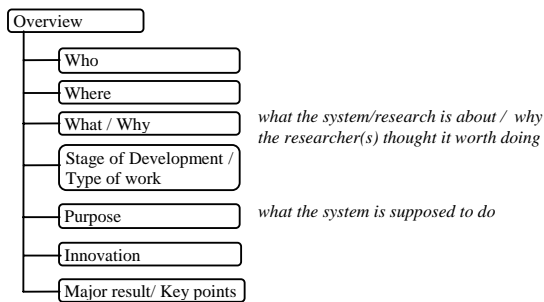 Overview
Who
Where
What / Why
what the system/research is about / why
the researcher(s) thought it worth doing
Stage of Development /
Type of work
Purpose
what the system is supposed to do
Innovation
Major result/ Key points